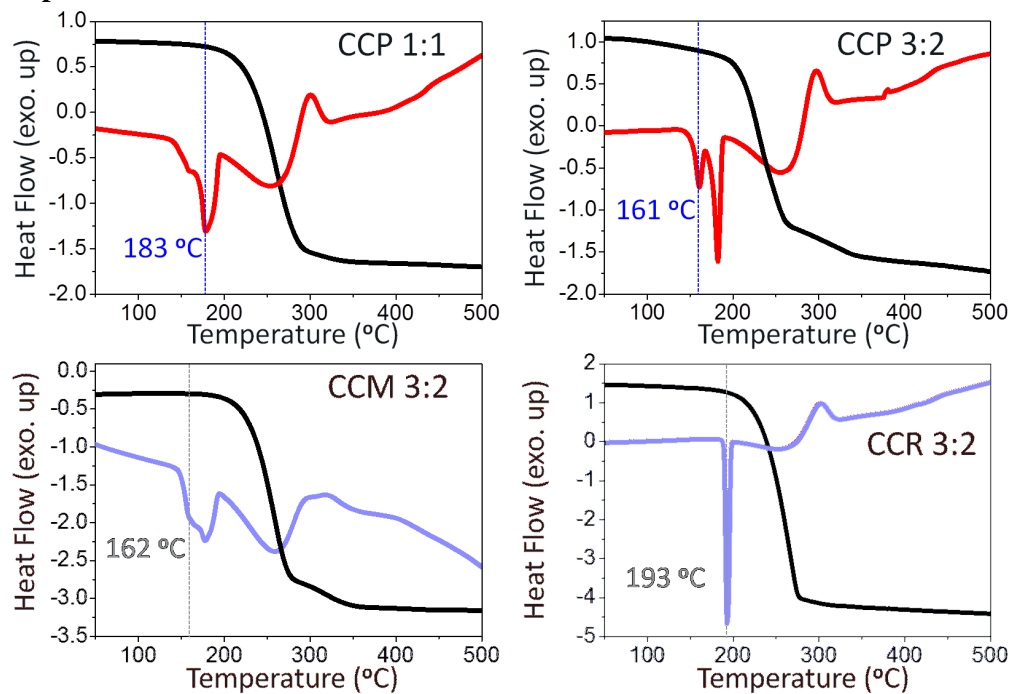 CCP 1:1
Heat Flow (exo. up)
1.0
0.5
0.0
-0.5
-1.0
-1.5
-2.0
183 ºC
100 200 300 400 500
Temperature (ºC)
CCP 3:2
Heat Flow (exo. up)
1.0
0.5
0.0
-0.5
-1.0
-1.5
-2.0
161 ºC
100 200 300 400 500
Temperature (ºC)
CCM 3:2
Heat Flow (exo. up)
0.0
-0.5
-1.0
-1.5
-2.0
-2.5
-3.0
-3.5
162 ºC
100 200 300 400 500
Temperature (ºC)
CCR 3:2
Heat Flow (exo. up)
2
1
0
-1
-2
-3
-4
-5
193 ºC
100 200 300 400 500
Temperature (ºC)